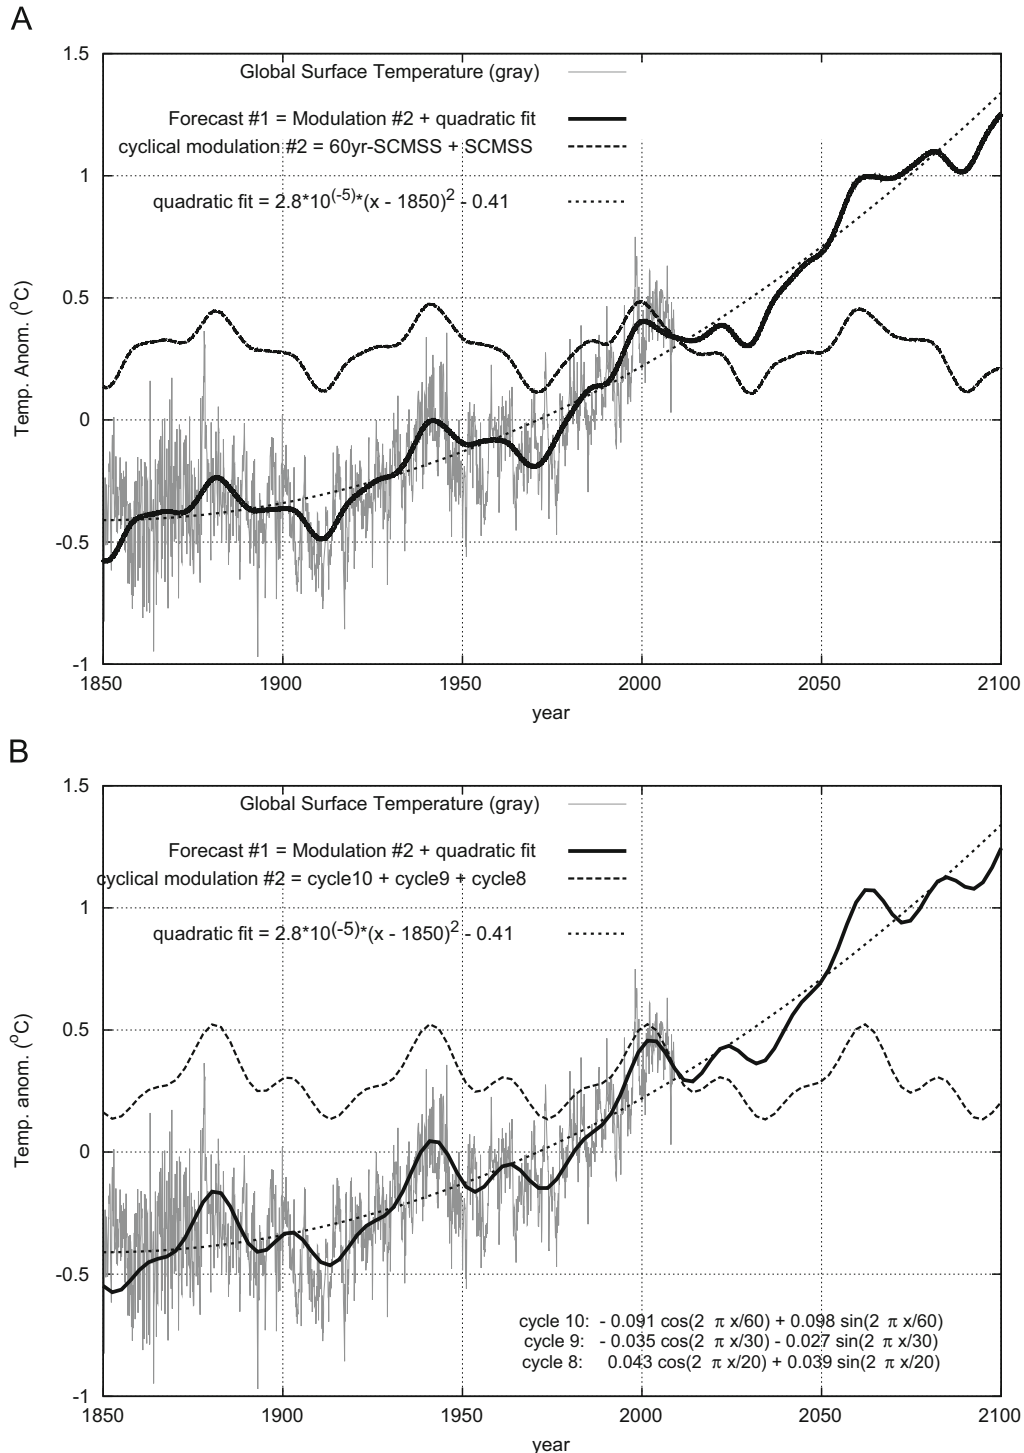 A
1.5
1
0.5
0
-0.5
-1
Temp. Anom. (°C)
Global Surface Temperature (gray)
Forecast #1 = Modulation #2 + quadratic fit
cyclical modulation #2 = 60yr-SCMSS + SCMSS
quadratic fit = 2.8*10^(-5)*(x - 1850)^2 - 0.41
1850 1900 1950 2000 2050 2100
year
B
1.5
1
0.5
0
-0.5
-1
Temp. anom. (°C)
Global Surface Temperature (gray)
Forecast #1 = Modulation #2 + quadratic fit
cyclical modulation #2 = cycle10 + cycle9 + cycle8
quadratic fit = 2.8*10^(-5)*(x - 1850)^2 - 0.41
cycle 10: - 0.091 cos(2 π x/60) + 0.098 sin(2 π x/60)
cycle 9: - 0.035 cos(2 π x/30) - 0.027 sin(2 π x/30)
cycle 8: 0.043 cos(2 π x/20) + 0.039 sin(2 π x/20)
1850 1900 1950 2000 2050 2100
year